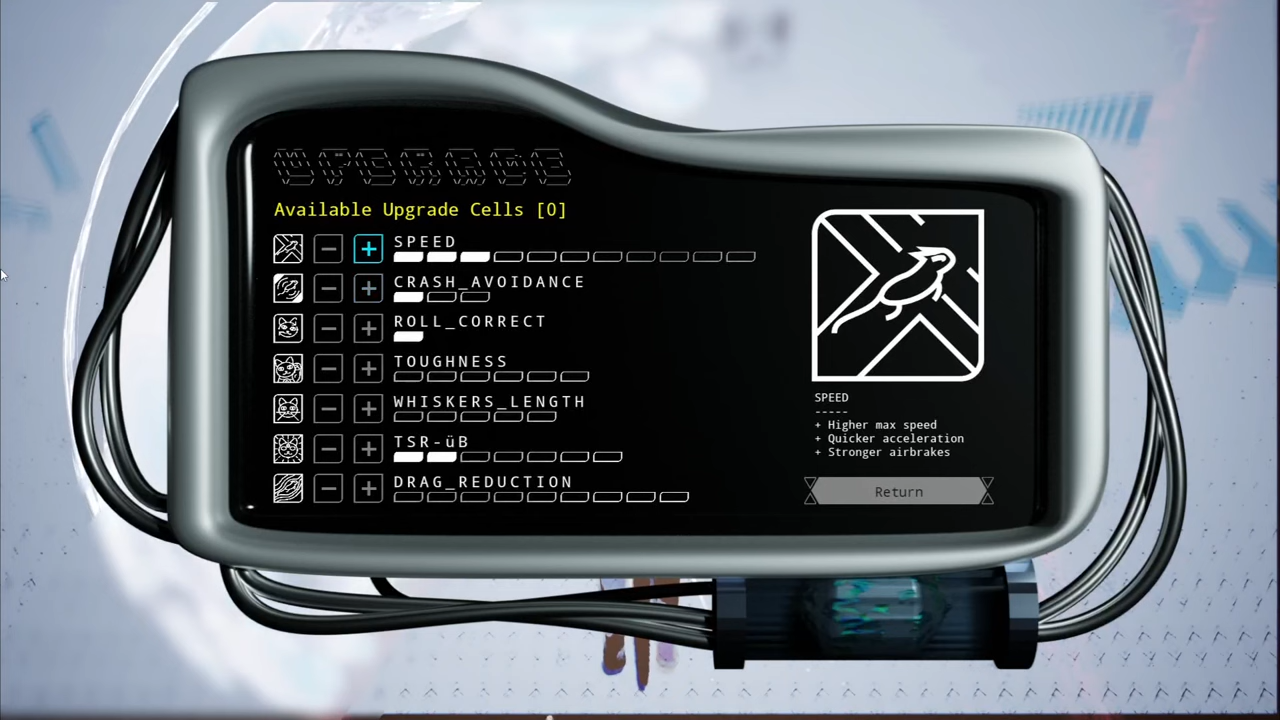 UPGRADE
Available Upgrade Cells [0]
SPEED
CRASH_AVOIDANCE
ROLL_CORRECT
TOUGHNESS
WHISKERS_LENGTH
TSR-üB
DRAG_REDUCTION
SPEED
-----
+ Higher max speed
+ Quicker acceleration
+ Stronger airbrakes
Return